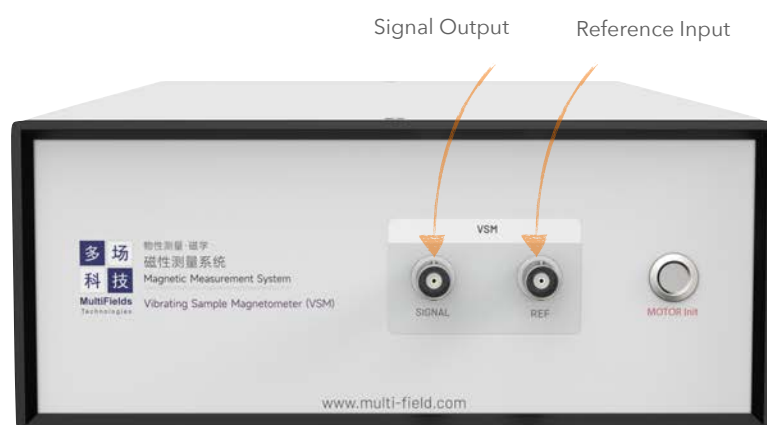 Signal Output
Reference Input
VSM
SIGNAL
REF
MOTOR Init
多场
科技
MultiFields
Technologies
物性测量·磁学
磁性测量系统
Magnetic Measurement System
Vibrating Sample Magnetometer (VSM)
www.multi-field.com